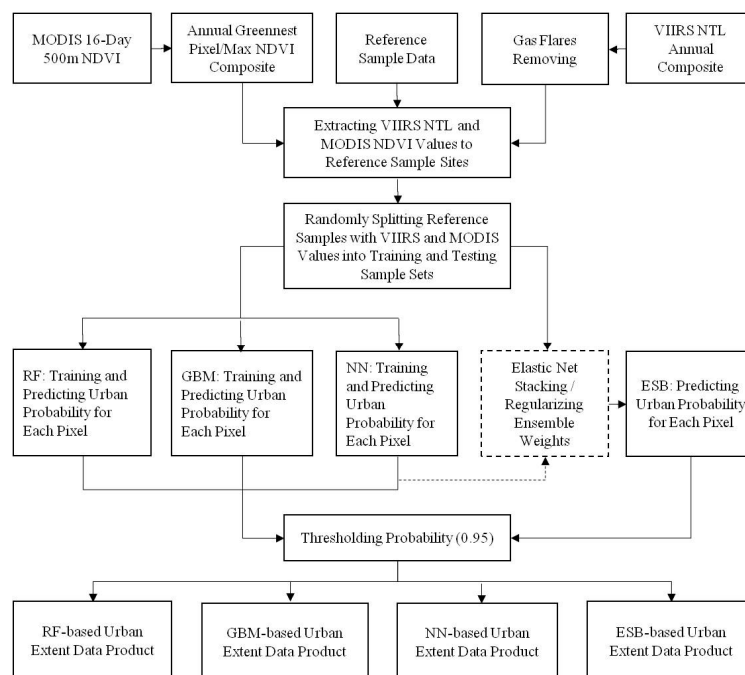 MODIS 16-Day
500m NDVI
Annual Greennest
Pixel/Max NDVI
Composite
Reference
Sample Data
Gas Flares
Removing
VIIRS NTL
Annual
Composite
Extracting VIIRS NTL and
MODIS NDVI Values to
Reference Sample Sites
Randomly Splitting Reference
Samples with VIIRS and MODIS
Values into Training and Testing
Sample Sets
RF: Training and
Predicting Urban
Probability for
Each Pixel
GBM: Training and
Predicting Urban
Probability for
Each Pixel
NN: Training
and Predicting
Urban
Probability for
Each Pixel
Elastic Net
Stacking /
Regularizing
Ensemble
Weights
ESB: Predicting
Urban Probability
for Each Pixel
Thresholding Probability (0.95)
RF-based Urban
Extent Data Product
GBM-based Urban
Extent Data Product
NN-based Urban
Extent Data Product
ESB-based Urban
Extent Data Product